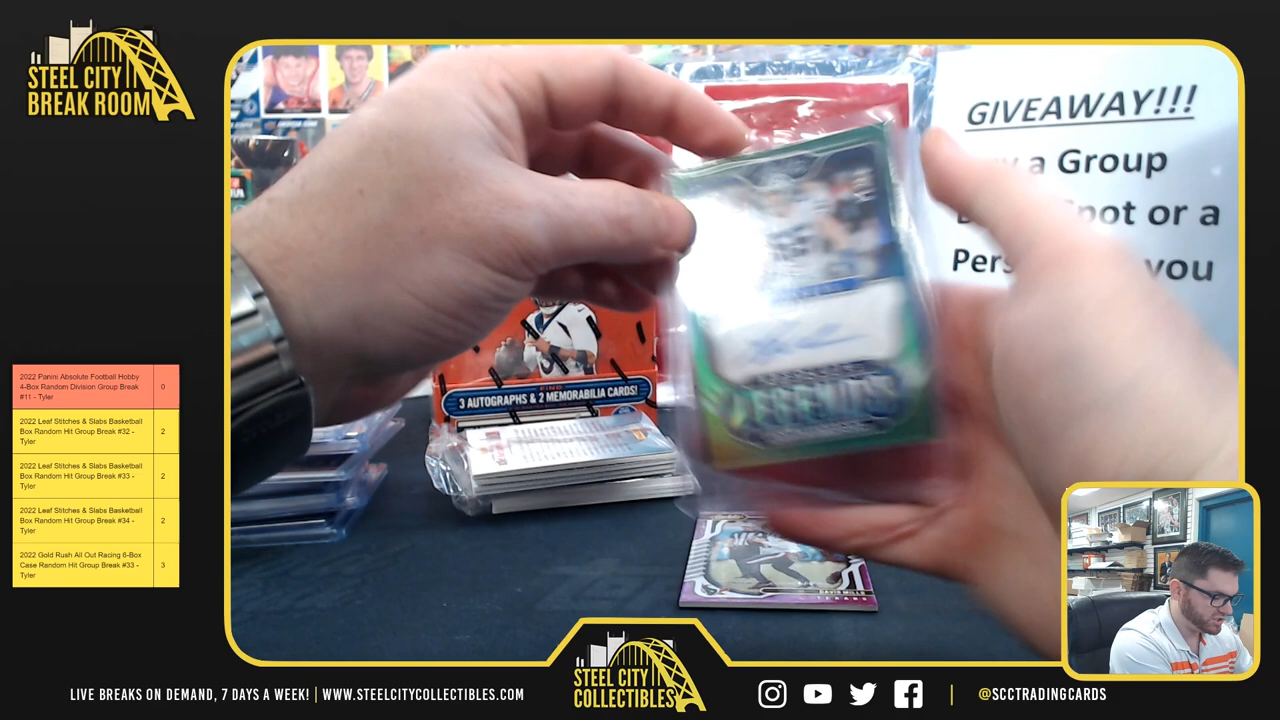 STEEL CITY
BREAK ROOM
GIVEAWAY!!!
a Group
pot or a
Pers
you
3 AUTOGRAPHS & 2 MEMORABILIA CARDS!
DAVIS MILLS
TEXANS
2022 Panini Absolute Football Hobby
4-Box Random Division Group Break
#11 - Tyler
0
2022 Leaf Stitches & Slabs Basketball
Box Random Hit Group Break #32 -
Tyler
2
2022 Leaf Stitches & Slabs Basketball
Box Random Hit Group Break #33 -
Tyler
2
2022 Leaf Stitches & Slabs Basketball
Box Random Hit Group Break #34 -
Tyler
2
2022 Gold Rush All Out Racing 6-Box
Case Random Hit Group Break #33 -
Tyler
3
STEEL CITY
COLLECTIBLES
LIVE BREAKS ON DEMAND, 7 DAYS A WEEK! | WWW.STEELCITYCOLLECTIBLES.COM
| @SCCTRADINGCARDS